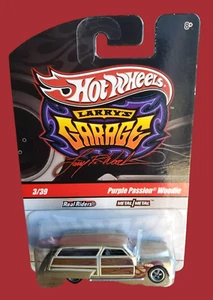 Hot Wheels
LARRY'S
GARAGE
3/39
Purple Passion® Woodie
Real Riders®
METAL/METAL